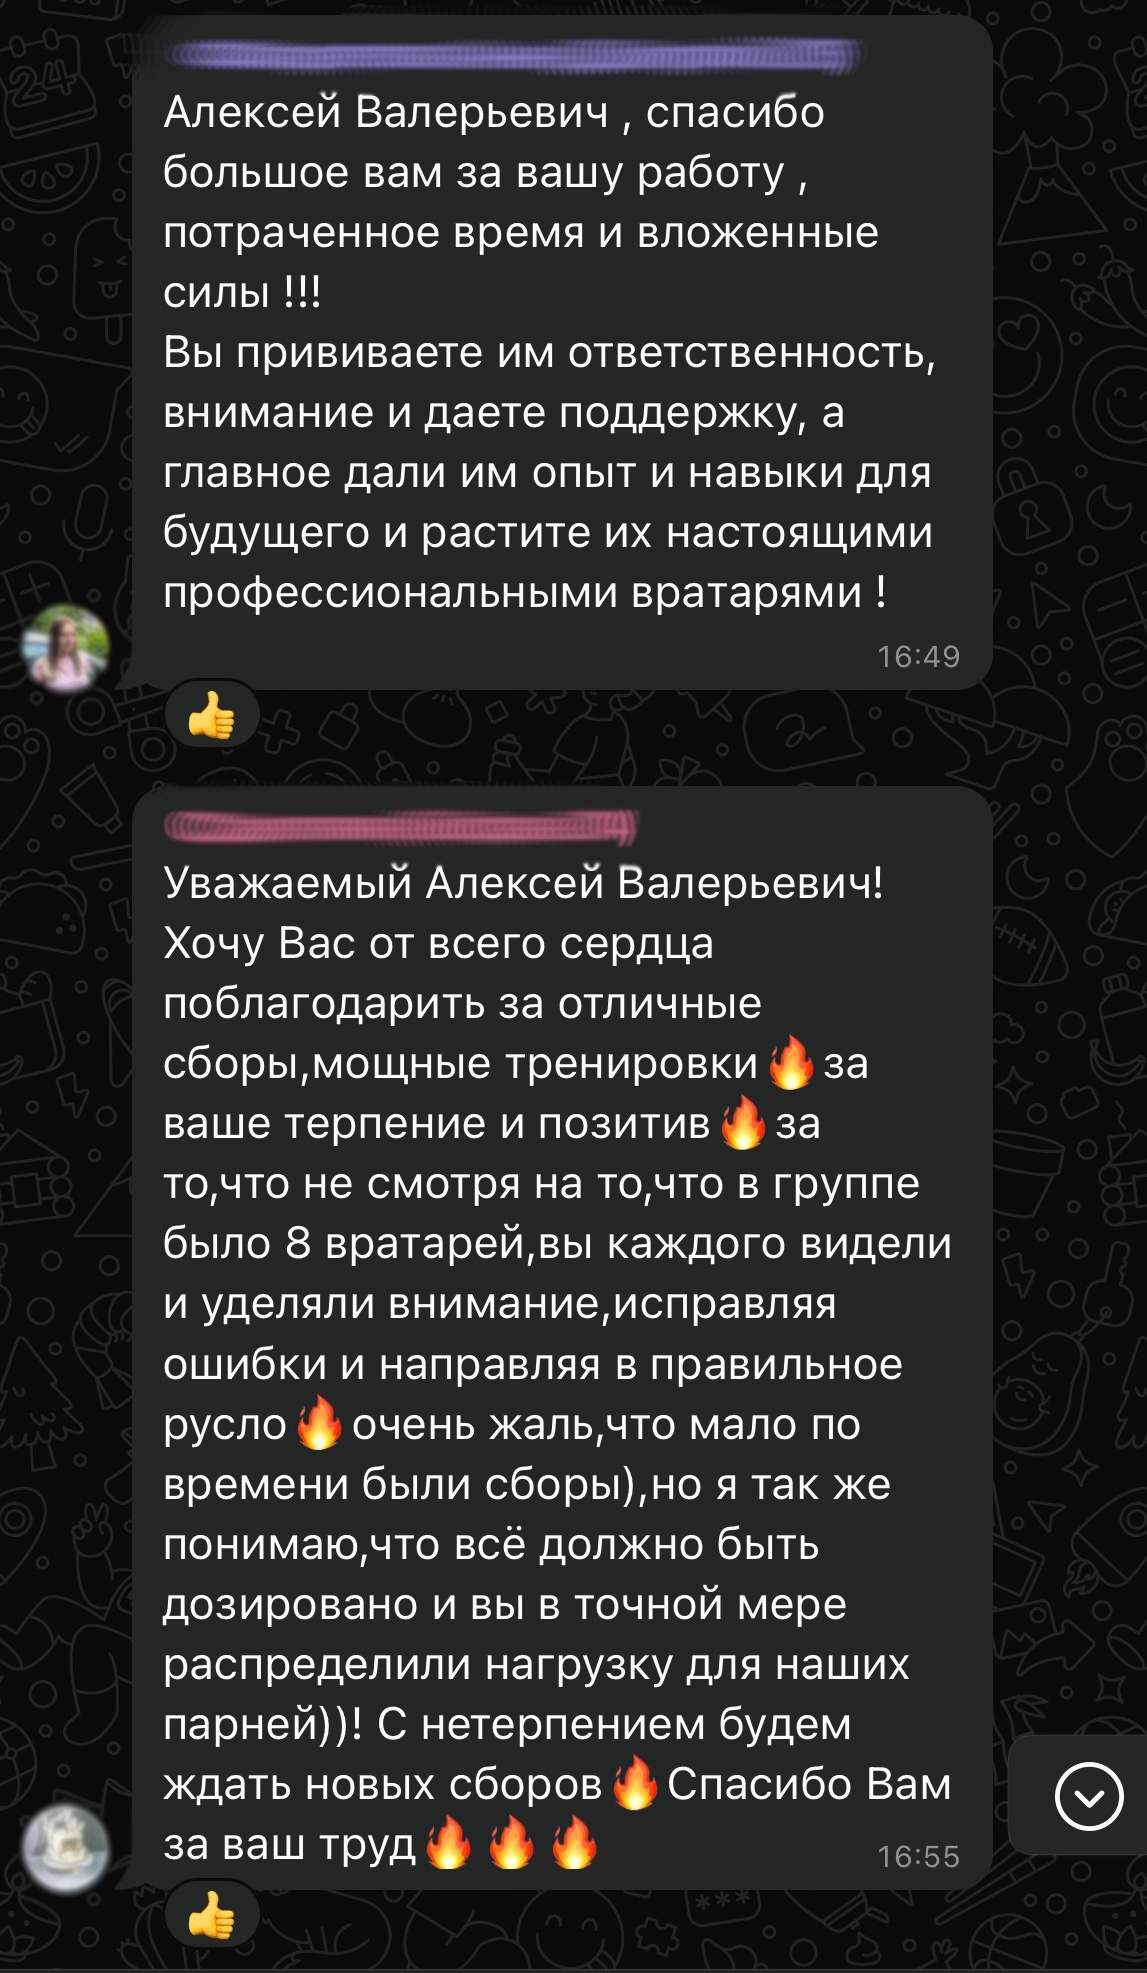 Алексей Валерьевич , спасибо
большое вам за вашу работу ,
потраченное время и вложенные
силы !!!
Вы прививаете им ответственность,
внимание и даете поддержку, а
главное дали им опыт и навыки для
будущего и растите их настоящими
профессиональными вратарями !
16:49
👍
Уважаемый Алексей Валерьевич!
Хочу Вас от всего сердца
поблагодарить за отличные
сборы,мощные тренировки🔥за
ваше терпение и позитив🔥за
то,что не смотря на то,что в группе
было 8 вратарей,вы каждого видели
и уделяли внимание,исправляя
ошибки и направляя в правильное
русло🔥очень жаль,что мало по
времени были сборы),но я так же
понимаю,что всё должно быть
дозировано и вы в точной мере
распределили нагрузку для наших
парней))! С нетерпением будем
ждать новых сборов🔥Спасибо Вам
за ваш труд🔥🔥🔥
16:55
👍